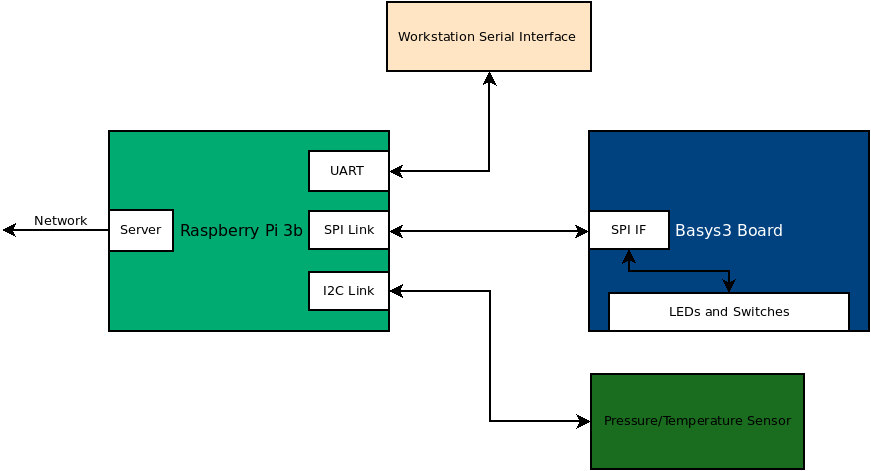 Workstation Serial Interface
UART
Network
Server
Raspberry Pi 3b
SPI Link
SPI IF
Basys3 Board
I2C Link
LEDs and Switches
Pressure/Temperature Sensor